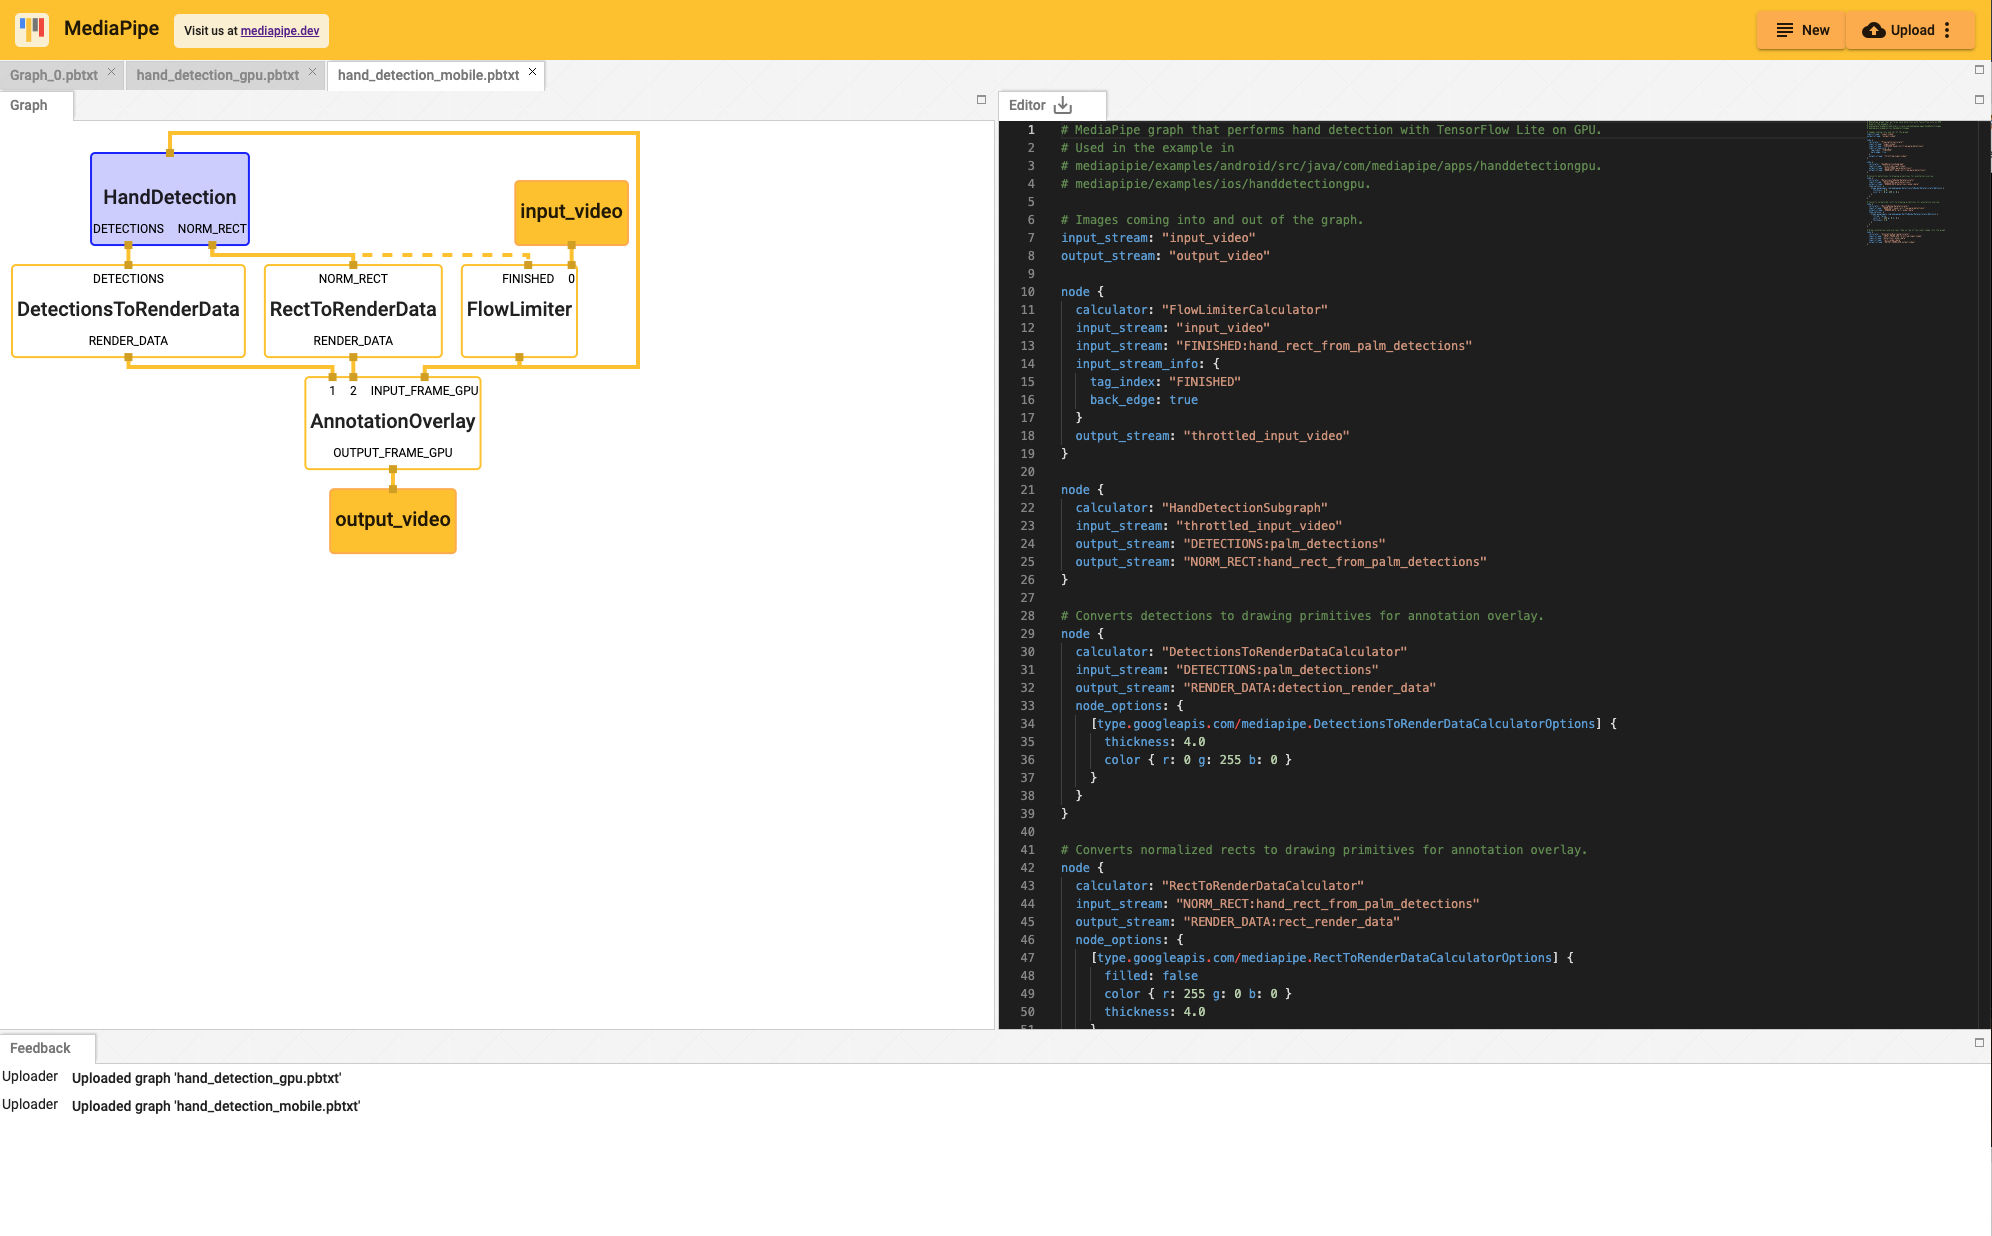 MediaPipe
Visit us at mediapipe.dev
New
Upload
Graph_0.pbtxt
hand_detection_gpu.pbtxt
hand_detection_mobile.pbtxt
Graph
HandDetection
DETECTIONS NORM_RECT
input_video
DETECTIONS
DetectionsToRenderData
RENDER_DATA
NORM_RECT
RectToRenderData
RENDER_DATA
FINISHED 0
FlowLimiter
1 2 INPUT_FRAME_GPU
AnnotationOverlay
OUTPUT_FRAME_GPU
output_video
Editor
1 # MediaPipe graph that performs hand detection with TensorFlow Lite on GPU.
2 # Used in the example in
3 # mediapipie/examples/android/src/java/com/mediapipe/apps/handdetectiongpu.
4 # mediapipie/examples/ios/handdetectiongpu.
5
6 # Images coming into and out of the graph.
7 input_stream: "input_video"
8 output_stream: "output_video"
9
10 node {
11 calculator: "FlowLimiterCalculator"
12 input_stream: "input_video"
13 input_stream: "FINISHED:hand_rect_from_palm_detections"
14 input_stream_info: {
15 tag_index: "FINISHED"
16 back_edge: true
17 }
18 output_stream: "throttled_input_video"
19 }
20
21 node {
22 calculator: "HandDetectionSubgraph"
23 input_stream: "throttled_input_video"
24 output_stream: "DETECTIONS:palm_detections"
25 output_stream: "NORM_RECT:hand_rect_from_palm_detections"
26 }
27
28 # Converts detections to drawing primitives for annotation overlay.
29 node {
30 calculator: "DetectionsToRenderDataCalculator"
31 input_stream: "DETECTIONS:palm_detections"
32 output_stream: "RENDER_DATA:detection_render_data"
33 node_options: {
34 [type.googleapis.com/mediapipe.DetectionsToRenderDataCalculatorOptions] {
35 thickness: 4.0
36 color { r: 0 g: 255 b: 0 }
37 }
38 }
39 }
40
41 # Converts normalized rects to drawing primitives for annotation overlay.
42 node {
43 calculator: "RectToRenderDataCalculator"
44 input_stream: "NORM_RECT:hand_rect_from_palm_detections"
45 output_stream: "RENDER_DATA:rect_render_data"
46 node_options: {
47 [type.googleapis.com/mediapipe.RectToRenderDataCalculatorOptions] {
48 filled: false
49 color { r: 255 g: 0 b: 0 }
50 thickness: 4.0
51 }
Feedback
Uploader Uploaded graph 'hand_detection_gpu.pbtxt'
Uploader Uploaded graph 'hand_detection_mobile.pbtxt'